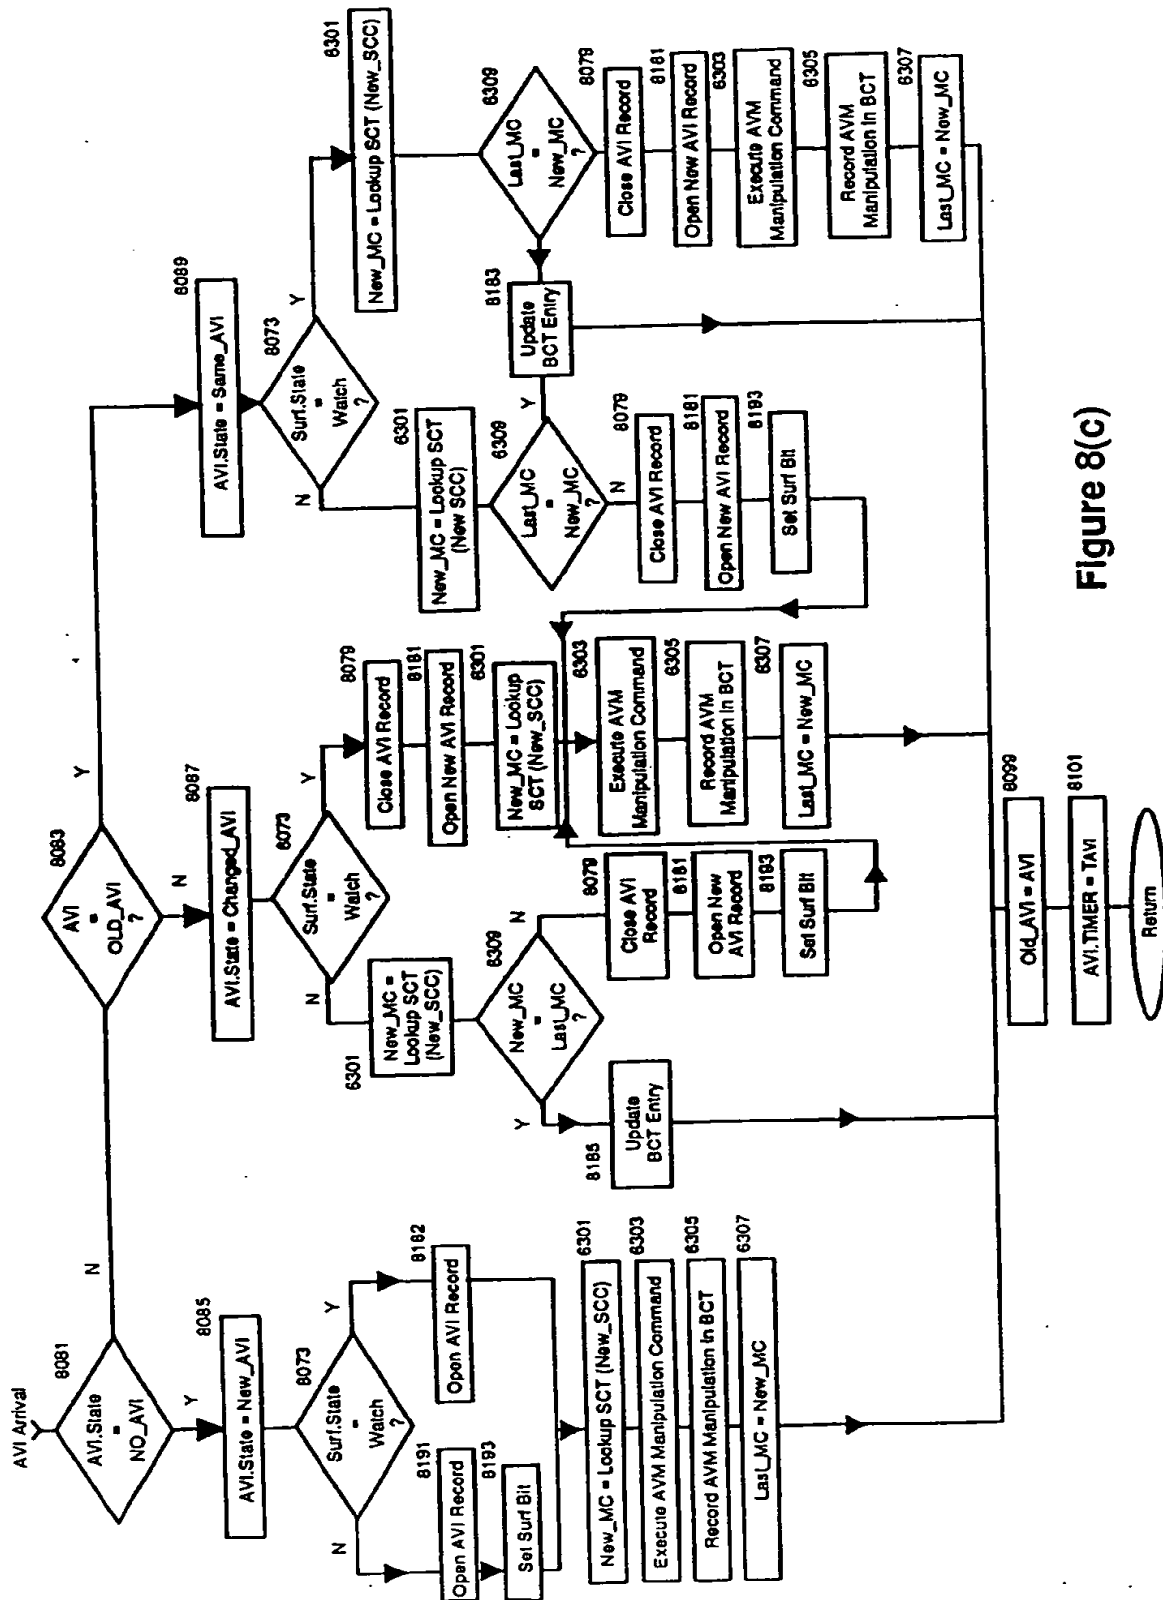 AVI Arrival
8081
AVI.State
=
NO_AVI
?
N
Y
8085
AVI.State = New_AVI
8073
Surf.State
=
Watch
?
N
Y
8191
Open AVI Record
8193
Set Surf Bit
8182
Open AVI Record
6301
New_MC = Lookup SCT (New_SCC)
6303
Execute AVM Manipulation Command
6305
Record AVM Manipulation In BCT
6307
Last_MC = New_MC
8083
AVI
=
OLD_AVI
?
Y
N
8087
AVI.State = Changed_AVI
8073
Surf.State
=
Watch
?
N
Y
6301
New_MC =
Lookup SCT
(New_SCC)
6309
New_MC
=
Last_MC
?
Y
N
8185
Update
BCT Entry
8079
Close AVI
Record
8181
Open New
AVI Record
8193
Set Surf Bit
8079
Close AVI Record
8181
Open New AVI Record
6301
New_MC = Lookup
SCT (New_SCC)
6303
Execute AVM
Manipulation Command
6305
Record AVM
Manipulation In BCT
6307
Last_MC = New_MC
8089
AVI.State = Same_AVI
8073
Surf.State
=
Watch
?
N
Y
6301
New_MC = Lookup SCT
(New SCC)
6309
Last_MC
=
New_MC
?
Y
N
8183
Update
BCT Entry
8079
Close AVI Record
8181
Open New AVI Record
8193
Set Surf Bit
6301
New_MC = Lookup SCT (New_SCC)
6309
Last_MC
=
New_MC
?
8079
Close AVI Record
8181
Open New AVI Record
6303
Execute AVM
Manipulation Command
6305
Record AVM
Manipulation In BCT
6307
Last_MC = New_MC
8099
Old_AVI = AVI
8101
AVI.TIMER = TAVI
Return
Figure 8(c)